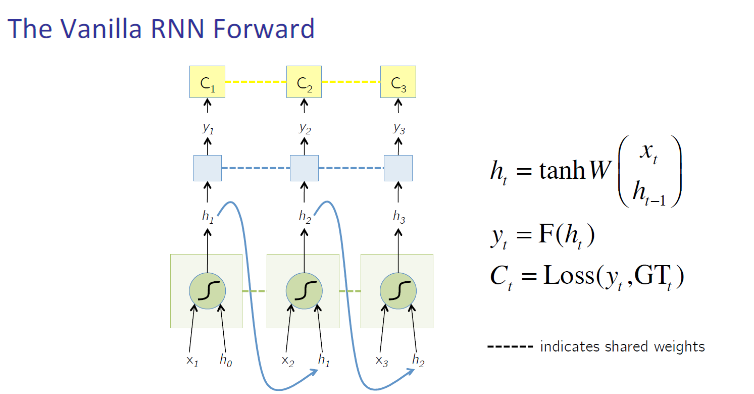 The Vanilla RNN Forward
C₁ C₂ C₃
y₁ y₂ y₃
h₁ h₂ h₃
x₁ h₀ x₂ h₁ x₃ h₂
hₜ = tanh W (xₜ hₜ₋₁)
yₜ = F(hₜ)
Cₜ = Loss(yₜ, GTₜ)
------ indicates shared weights